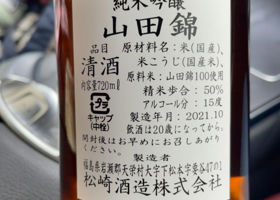 純米吟醸
山田錦
品目 原材料名:米(国産)、
清酒 米こうじ(国産米)
原料米:山田錦100%使用
内容量720ml 精米歩合:50%
アルコール分:15度
プラ
キャップ
(中栓)
製造年月:2021.10
飲酒は20歳になってから。
開封後はお早めにお召しあがり
ください。
製造者
福島県岩瀬郡天栄村大字下松本字要谷47の1
松崎酒造株式会社